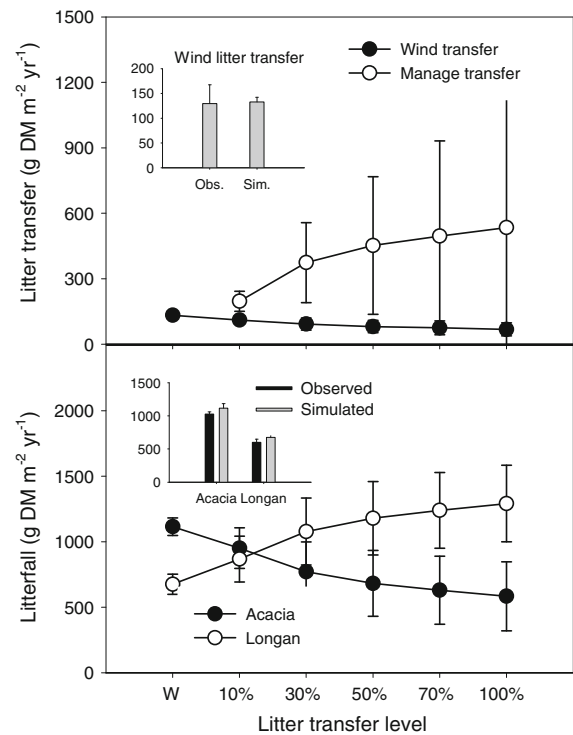 1500
1200
900
600
300
0
Litter transfer (g DM m⁻² yr⁻¹)
Wind litter transfer
200
150
100
50
0
Obs. Sim.
Wind transfer
Manage transfer
2000
1500
1000
500
0
Litterfall (g DM m⁻² yr⁻¹)
1500
1000
500
0
Acacia Longan
Observed
Simulated
Acacia
Longan
W 10% 30% 50% 70% 100%
Litter transfer level